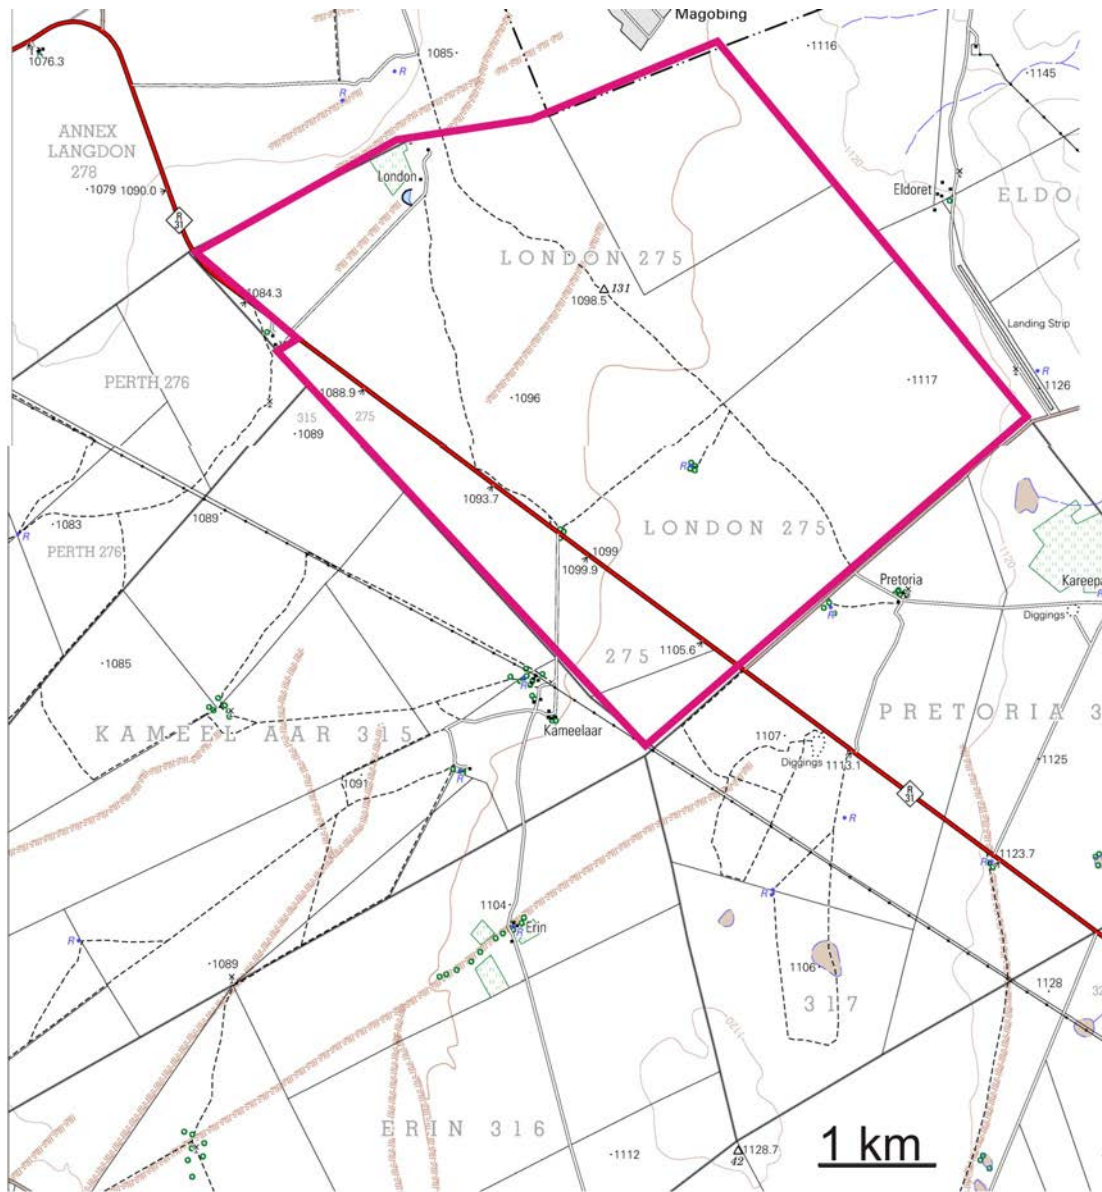 Magobing
1085
1116
1076.3
R
R
1145
ANNEX
LANGDON
278
1120
1079
1090.0
London
Eldoret
ELDO
R
31
LONDON 275
131
1098.5
1084.3
Landing Strip
R
PERTH 276
1088.9
1117
1126
315
275
1096
1089
R
1093.7
1083
1089
LONDON 275
PERTH 276
1099
1099.9
1120
Pretoria
Kareepa
R
R
Diggings
1105.6
275
1085
R
KAMEEL AAR 315
Kameelaar
PRETORIA 3
1107
Diggings
1113.1
1125
1091
R
R
31
R
1123.7
R
R
1104
Erin
R
R
1089
1106
317
1128
32
1120
ERIN 316
1112
1128.7
42
1 km